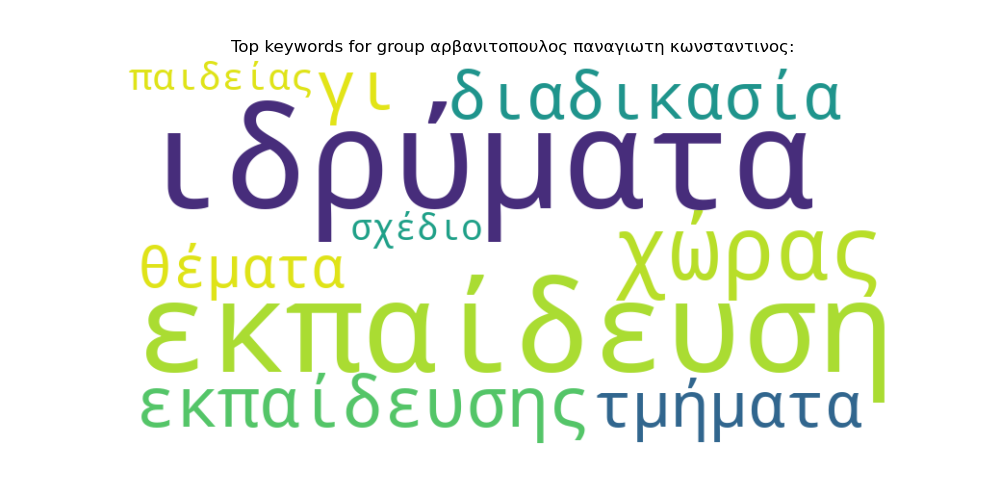 Top keywords for group αρβανιτοπουλος παναγιωτη κωνσταντινος:
παιδείας γι διαδικασία
ιδρύματα
σχέδιο
θέματα χώρας
εκπαίδευση
εκπαίδευσης τμήματα